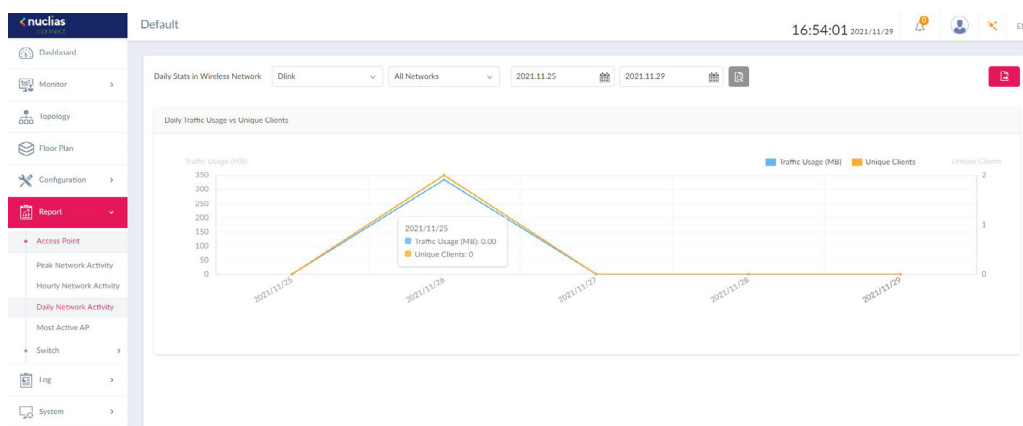 nuclias
connect
Default
16:54:01 2021/11/29
0
Dashboard
Monitor
Topology
Floor Plan
Configuration
Report
Access Point
Peak Network Activity
Hourly Network Activity
Daily Network Activity
Most Active AP
Switch
Log
System
Daily Stats in Wireless Network Dlink All Networks 2021.11.25 2021.11.29
Daily Traffic Usage vs Unique Clients
Traffic Usage (MB) Traffic Usage (MB) Unique Clients Unique Clients
350 2
300
250
200
150 1
100
50
0 0
2021/11/25
Traffic Usage (MB): 0.00
Unique Clients: 0
2021/11/25 2021/11/26 2021/11/27 2021/11/28 2021/11/29